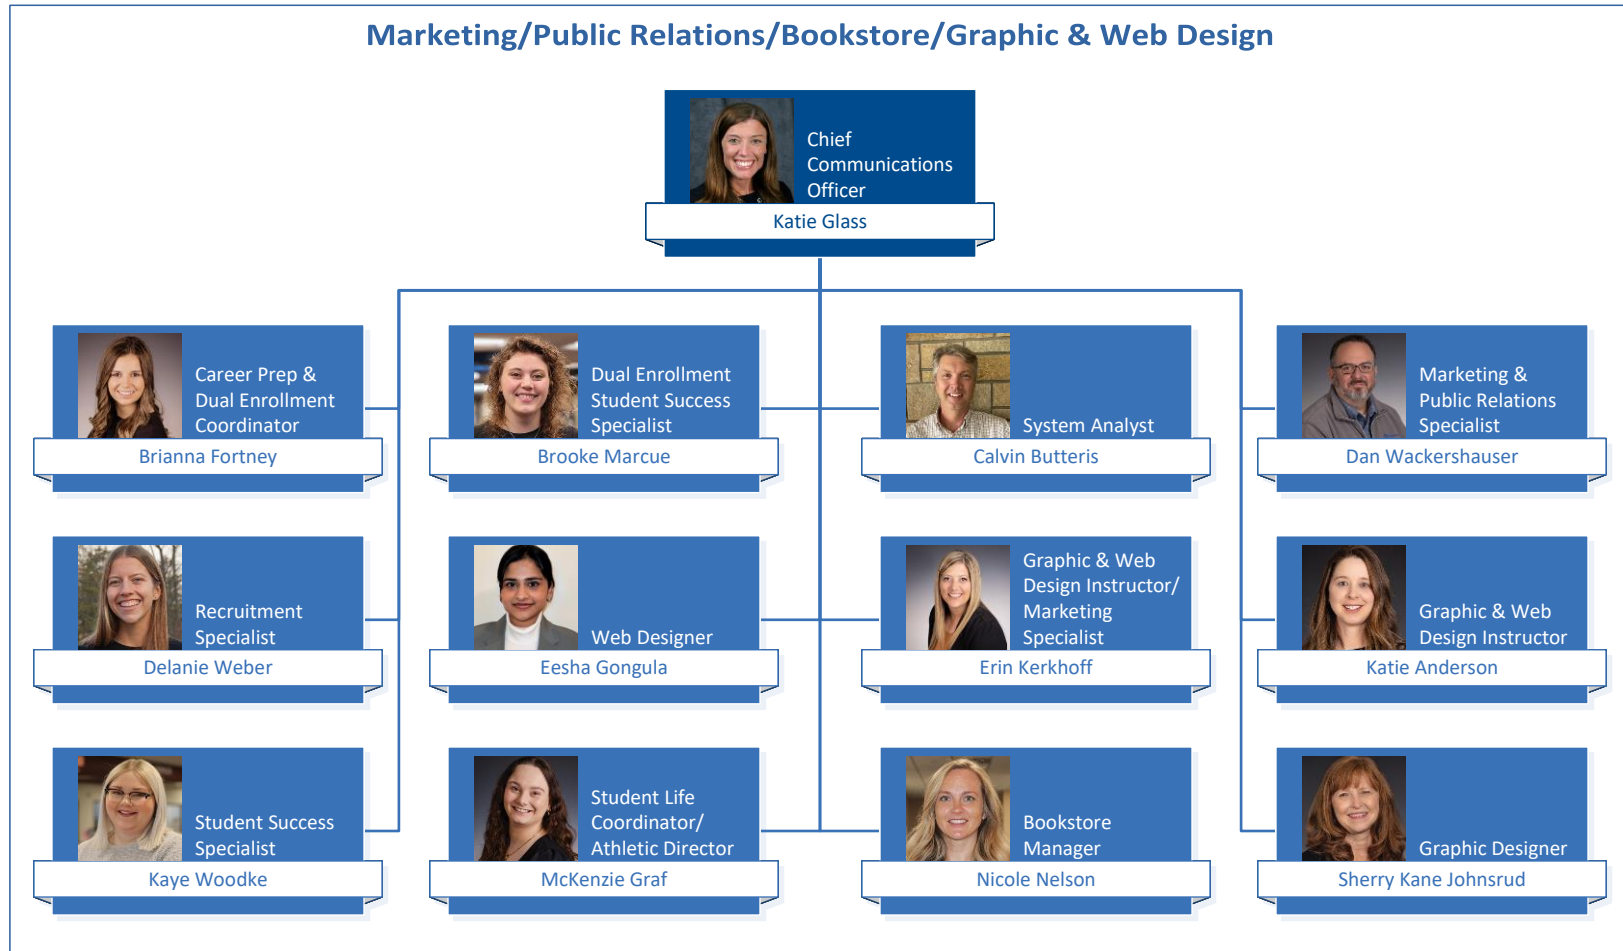 Marketing/Public Relations/Bookstore/Graphic & Web Design
Chief
Communications
Officer
Katie Glass
Career Prep &
Dual Enrollment
Coordinator
Brianna Fortney
Dual Enrollment
Student Success
Specialist
Brooke Marcue
System Analyst
Calvin Butteris
Marketing &
Public Relations
Specialist
Dan Wackershauser
Recruitment
Specialist
Delanie Weber
Web Designer
Eesha Gongula
Graphic & Web
Design Instructor/
Marketing
Specialist
Erin Kerkhoff
Graphic & Web
Design Instructor
Katie Anderson
Student Success
Specialist
Kaye Woodke
Student Life
Coordinator/
Athletic Director
McKenzie Graf
Bookstore
Manager
Nicole Nelson
Graphic Designer
Sherry Kane Johnsrud